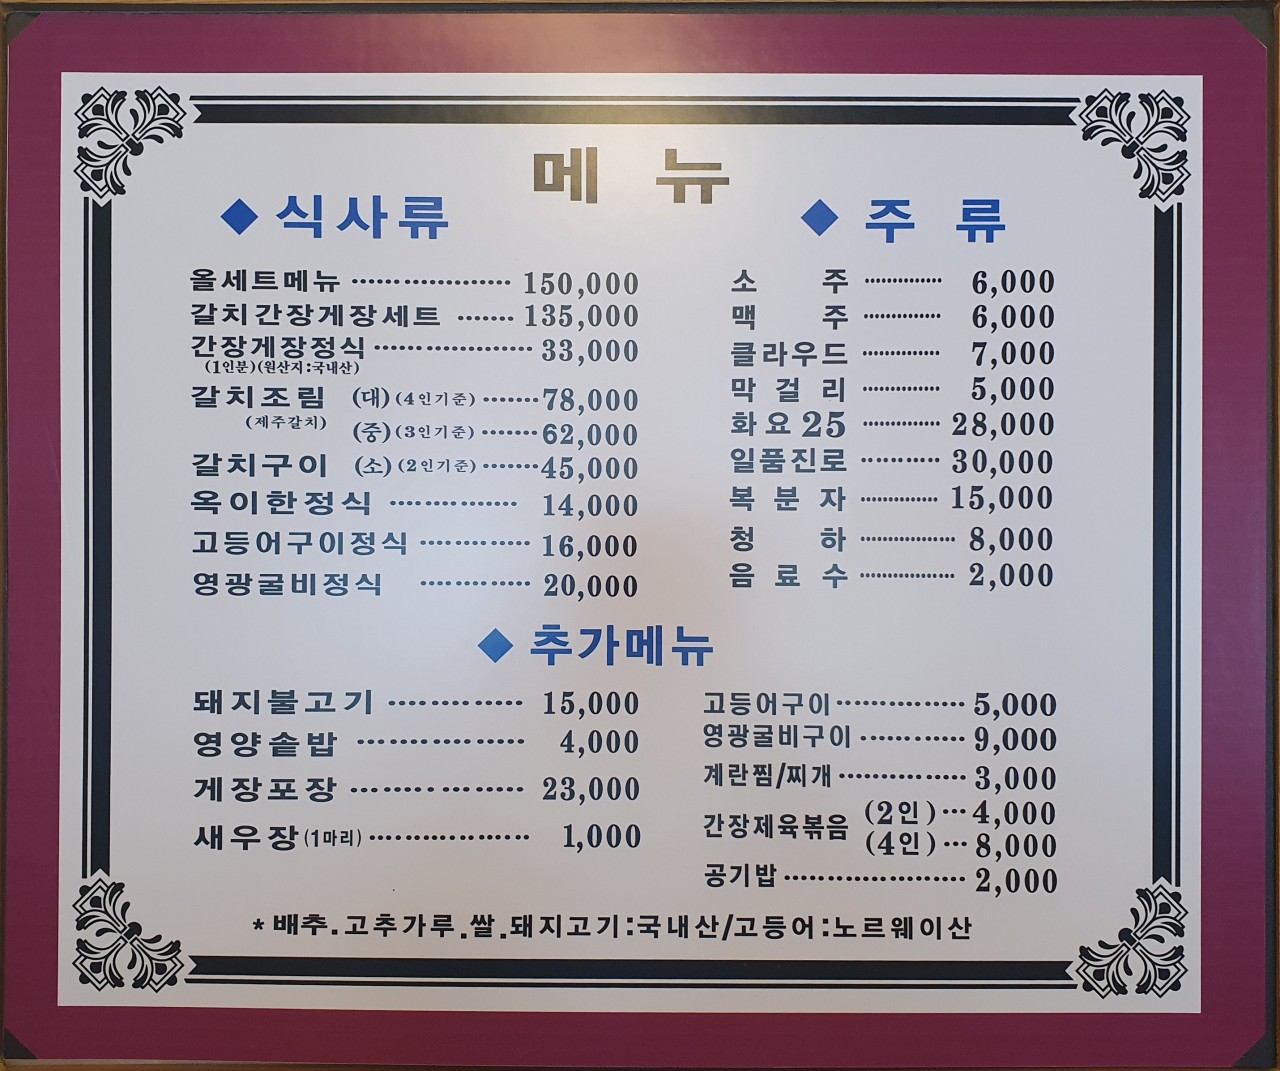 메 뉴
◆ 식사류
올세트메뉴 ···················· 150,000
갈치간장게장세트 ······· 135,000
간장게장정식 ···················· 33,000
(1인분)(원산지:국내산)
갈치조림 (대)(4인기준) ······· 78,000
(제주갈치) (중)(3인기준) ······· 62,000
갈치구이 (소)(2인기준) ······· 45,000
옥이한정식 ··············· 14,000
고등어구이정식 ············· 16,000
영광굴비정식 ············· 20,000
◆ 주 류
소 주 ·············· 6,000
맥 주 ·············· 6,000
클라우드 ·············· 7,000
막 걸 리 ·············· 5,000
화요25 ·············· 28,000
일품진로 ·············· 30,000
복 분 자 ·············· 15,000
청 하 ················ 8,000
음 료 수 ················ 2,000
◆ 추가메뉴
돼지불고기 ··············· 15,000
영양솥밥 ··················· 4,000
게장포장 ··················· 23,000
새우장(1마리) ··················· 1,000
고등어구이 ················ 5,000
영광굴비구이 ············· 9,000
계란찜/찌개 ··············· 3,000
간장제육볶음 (2인) ··· 4,000
(4인) ··· 8,000
공기밥 ······················ 2,000
*배추.고추가루.쌀.돼지고기:국내산/고등어:노르웨이산